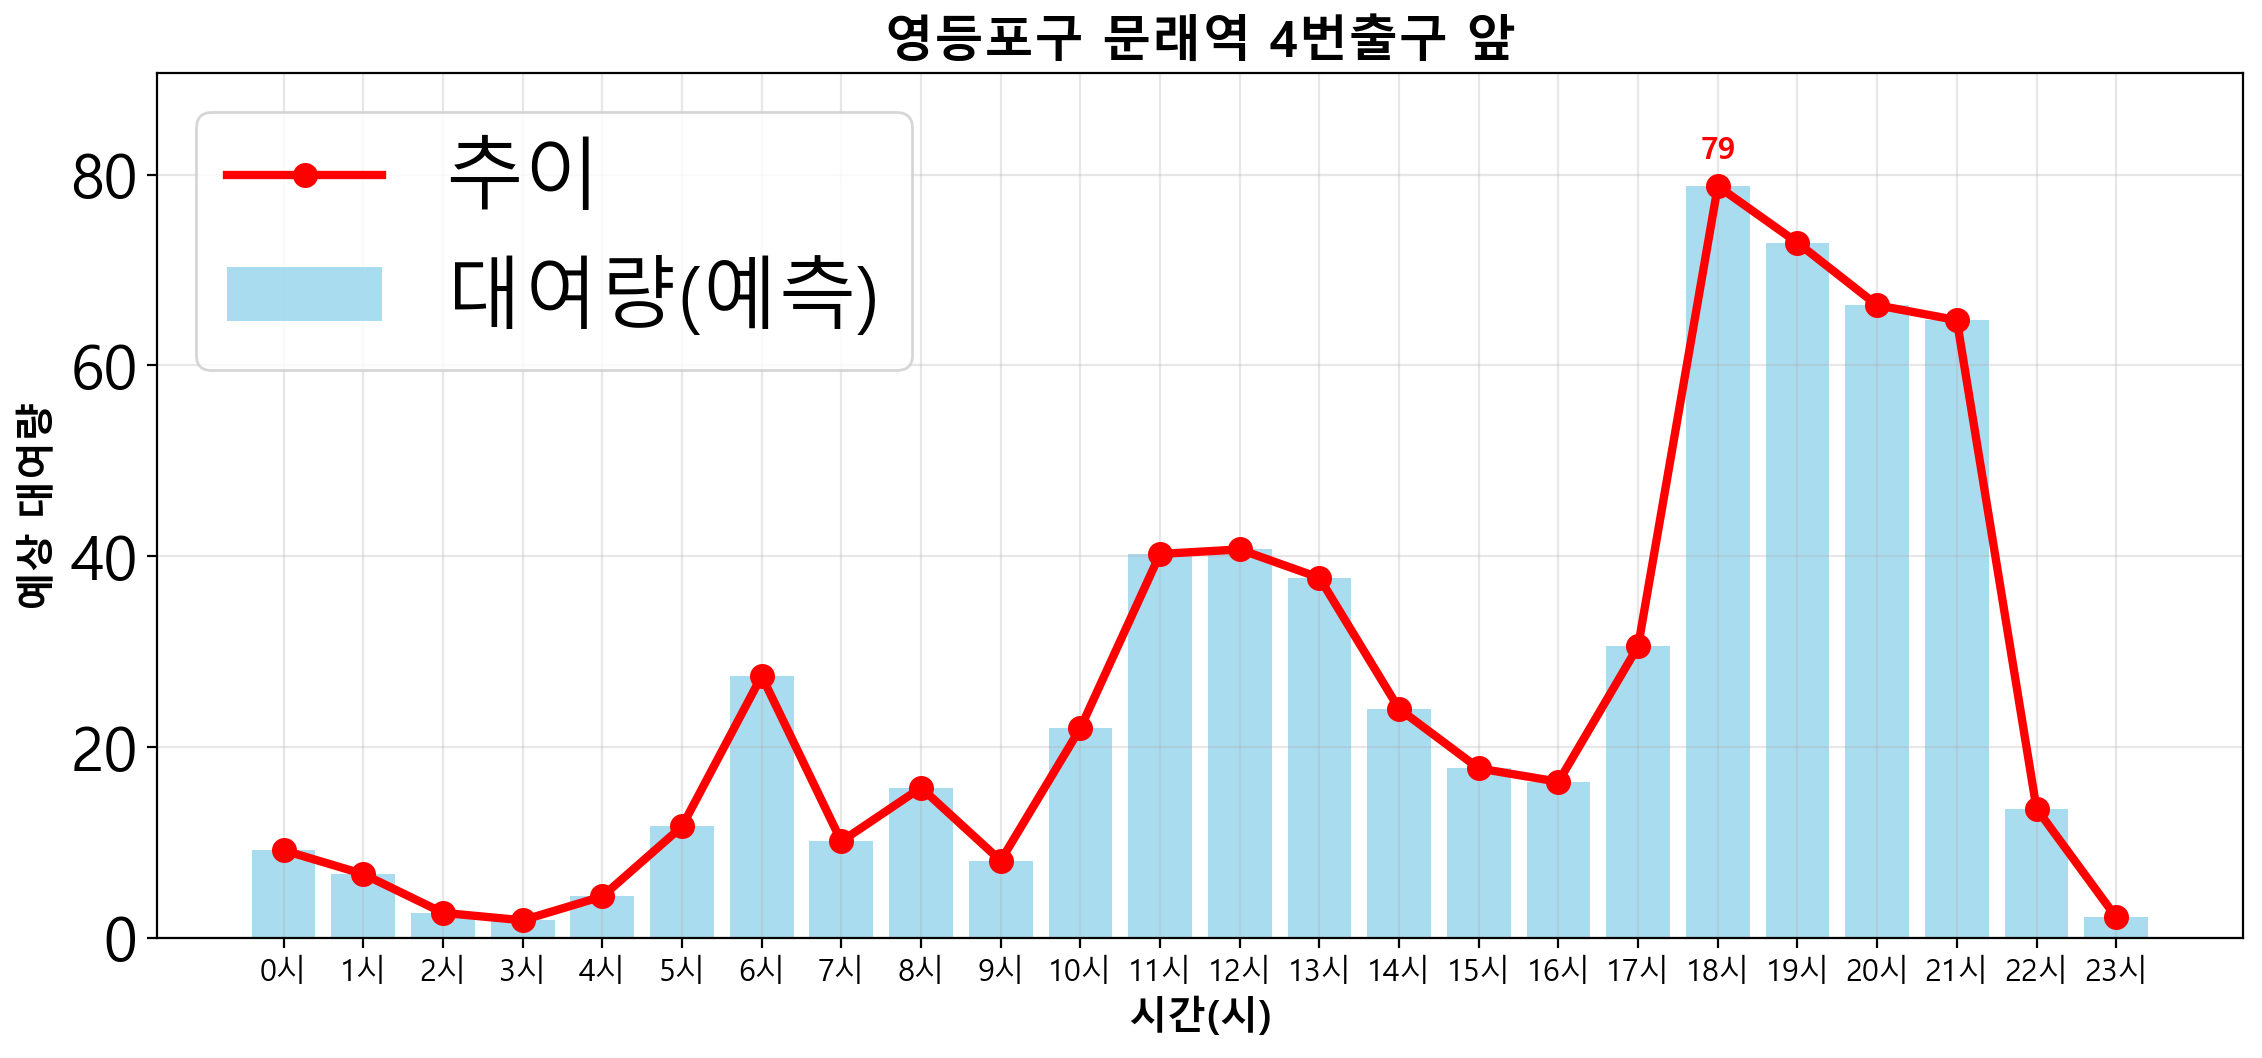 영등포구 문래역 4번출구 앞
추이
대여량(예측)
79
예상 대여량
80
60
40
20
0
0시 1시 2시 3시 4시 5시 6시 7시 8시 9시 10시 11시 12시 13시 14시 15시 16시 17시 18시 19시 20시 21시 22시 23시
시간(시)